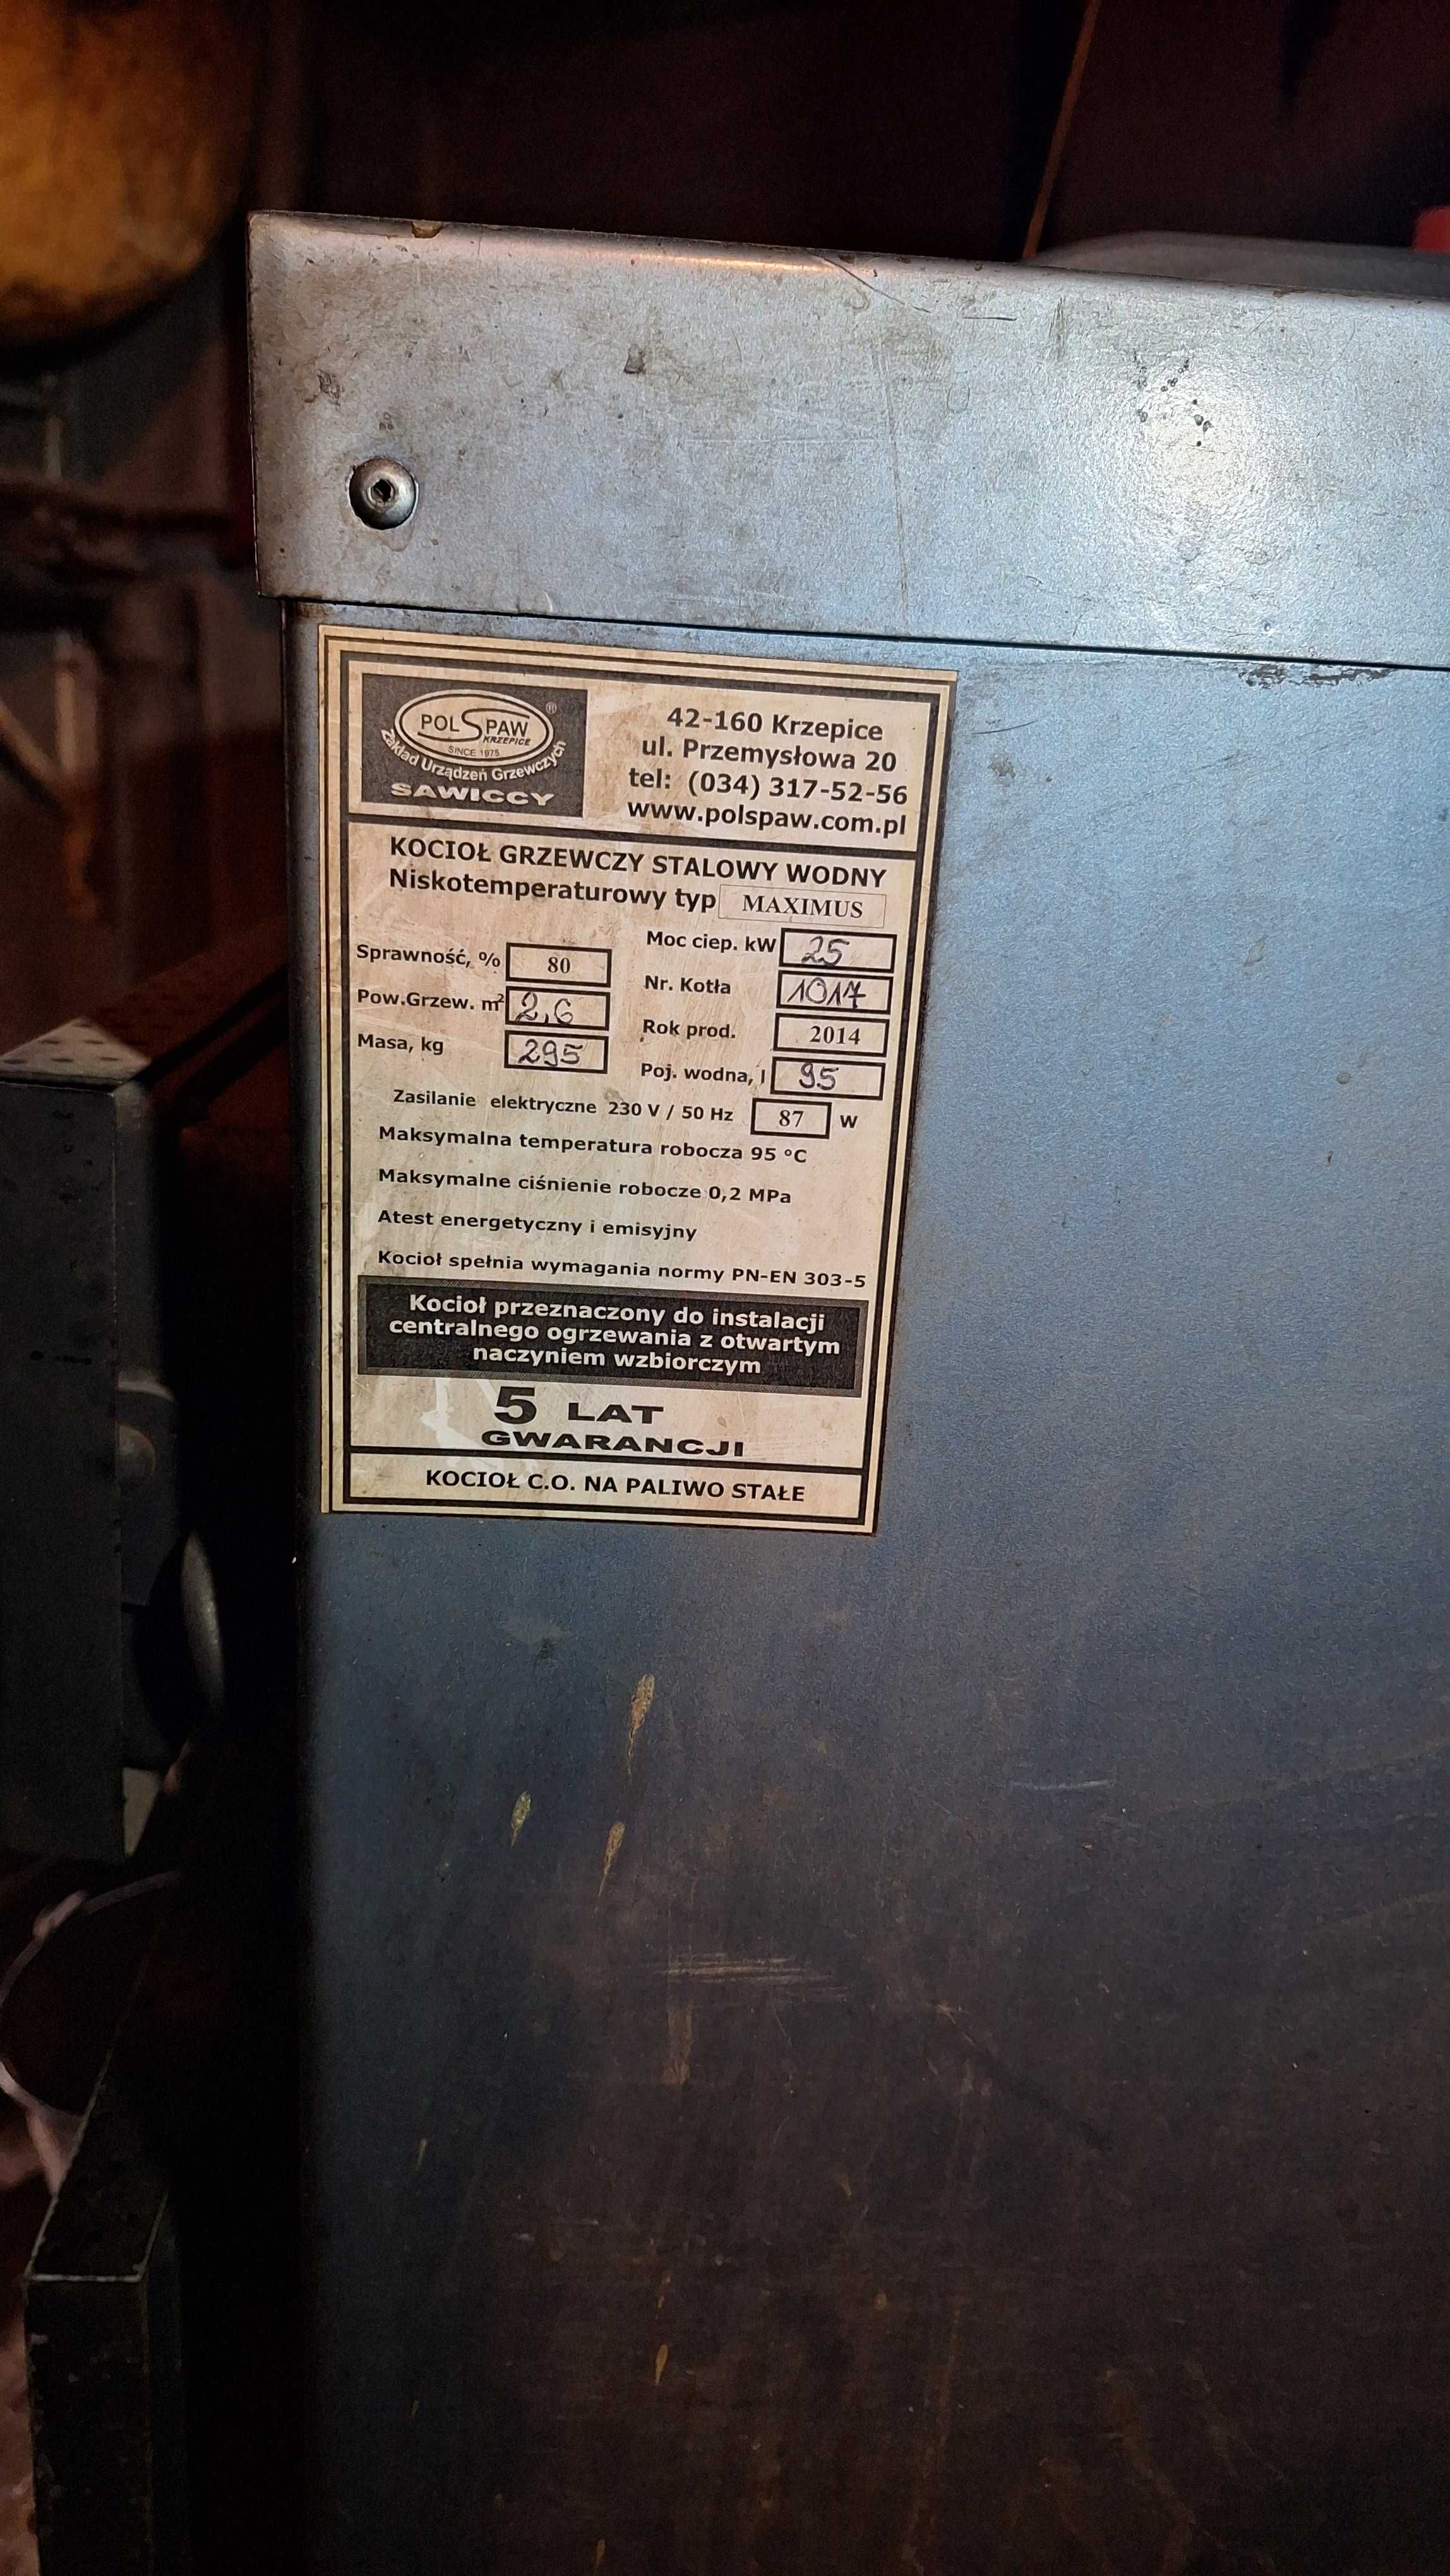 POLSPAW ®
KRZEPICE
SINCE 1975
Zakład Urządzeń Grzewczych
SAWICCY
42-160 Krzepice
ul. Przemysłowa 20
tel: (034) 317-52-56
www.polspaw.com.pl
KOCIOŁ GRZEWCZY STALOWY WODNY
Niskotemperaturowy typ MAXIMUS
Sprawność, % 80
Pow.Grzew. m² 2,6
Masa, kg 295
Moc ciep. kW 25
Nr. Kotła 1017
Rok prod. 2014
Poj. wodna, l 95
Zasilanie elektryczne 230 V / 50 Hz 87 W
Maksymalna temperatura robocza 95 °C
Maksymalne ciśnienie robocze 0,2 MPa
Atest energetyczny i emisyjny
Kocioł spełnia wymagania normy PN-EN 303-5
Kocioł przeznaczony do instalacji
centralnego ogrzewania z otwartym
naczyniem wzbiorczym
5 LAT
GWARANCJI
KOCIOŁ C.O. NA PALIWO STAŁE